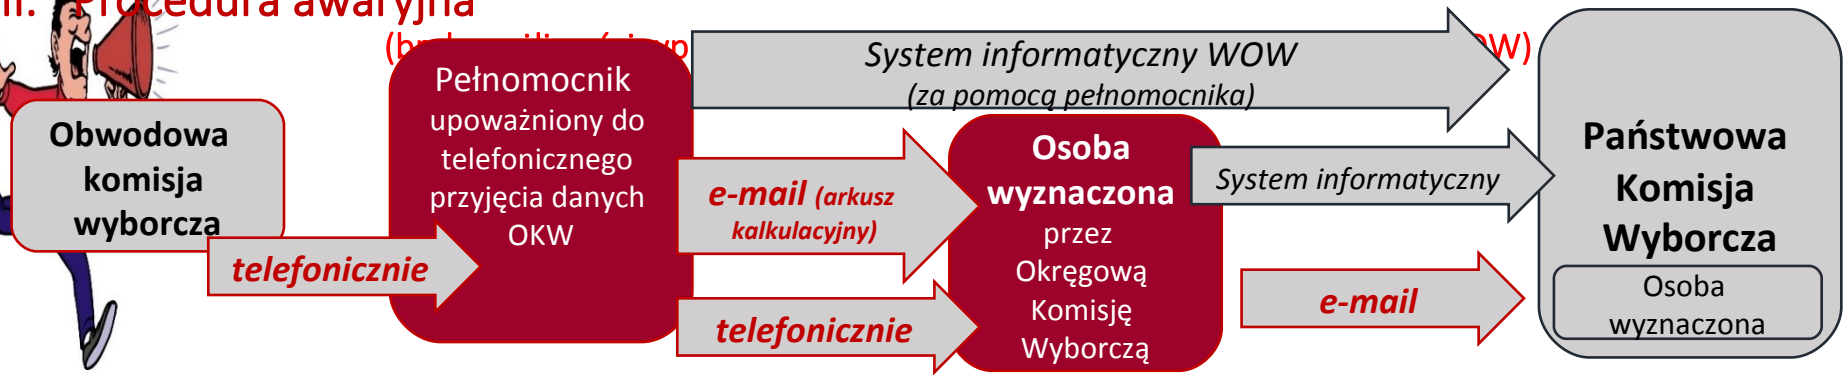 Procedura awaryjna
System informatyczny WOW
(za pomocą pełnomocnika)
Obwodowa
komisja
wyborcza
telefonicznie
Pełnomocnik
upoważniony do
telefonicznego
przyjęcia danych
OKW
e-mail (arkusz
kalkulacyjny)
telefonicznie
Osoba
wyznaczona
przez
Okręgową
Komisję
Wyborczą
System informatyczny
e-mail
Państwowa
Komisja
Wyborcza
Osoba
wyznaczona